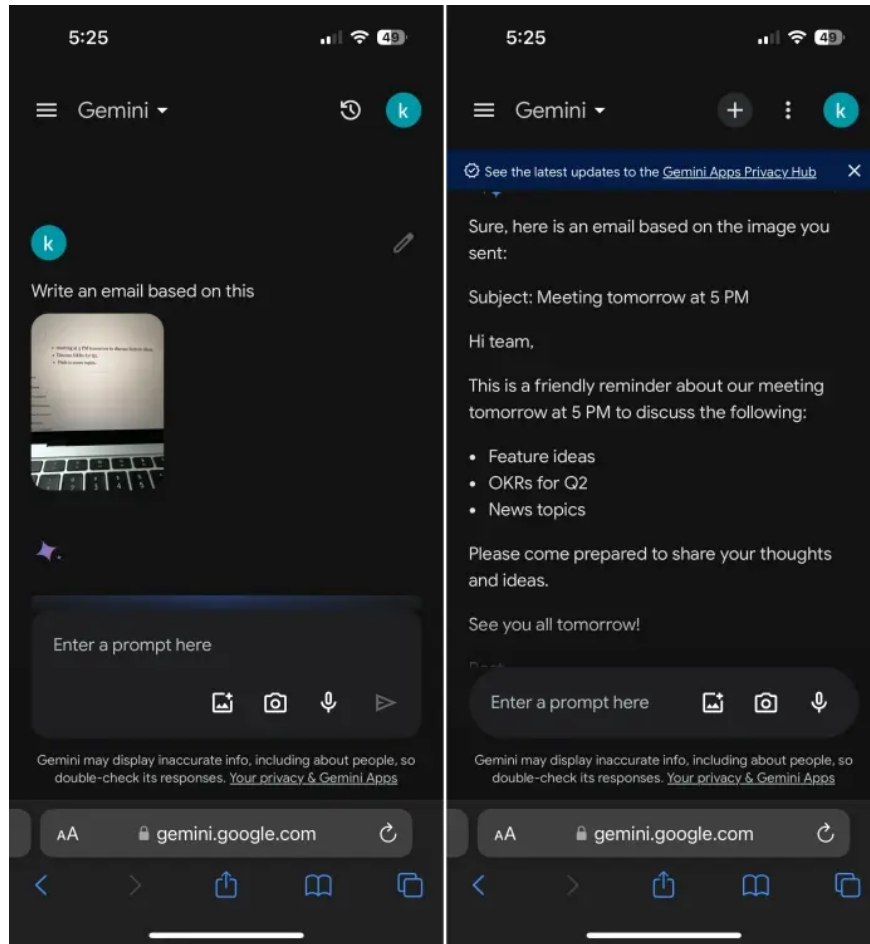 5:25
49
Gemini
k
k
Write an email based on this
Discuss OKRs for Q2
Enter a prompt here
Gemini may display inaccurate info, including about people, so
double-check its responses. Your privacy & Gemini Apps
AA
gemini.google.com
5:25
49
Gemini
k
See the latest updates to the Gemini Apps Privacy Hub
Sure, here is an email based on the image you
sent:
Subject: Meeting tomorrow at 5 PM
Hi team,
This is a friendly reminder about our meeting
tomorrow at 5 PM to discuss the following:
• Feature ideas
• OKRs for Q2
• News topics
Please come prepared to share your thoughts
and ideas.
See you all tomorrow!
Enter a prompt here
Gemini may display inaccurate info, including about people, so
double-check its responses. Your privacy & Gemini Apps
AA
gemini.google.com